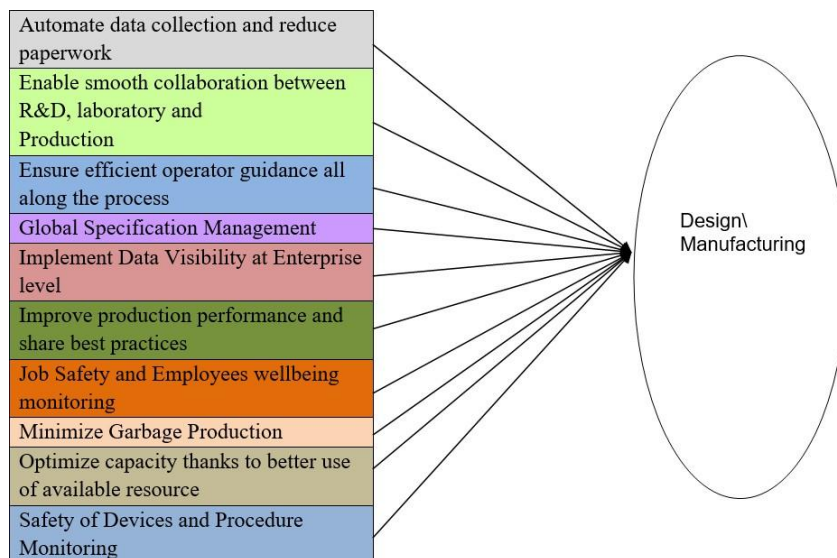 Automate data collection and reduce
paperwork
Enable smooth collaboration between
R&D, laboratory and
Production
Ensure efficient operator guidance all
along the process
Global Specification Management
Implement Data Visibility at Enterprise
level
Improve production performance and
share best practices
Job Safety and Employees wellbeing
monitoring
Minimize Garbage Production
Optimize capacity thanks to better use
of available resource
Safety of Devices and Procedure
Monitoring
Design\
Manufacturing